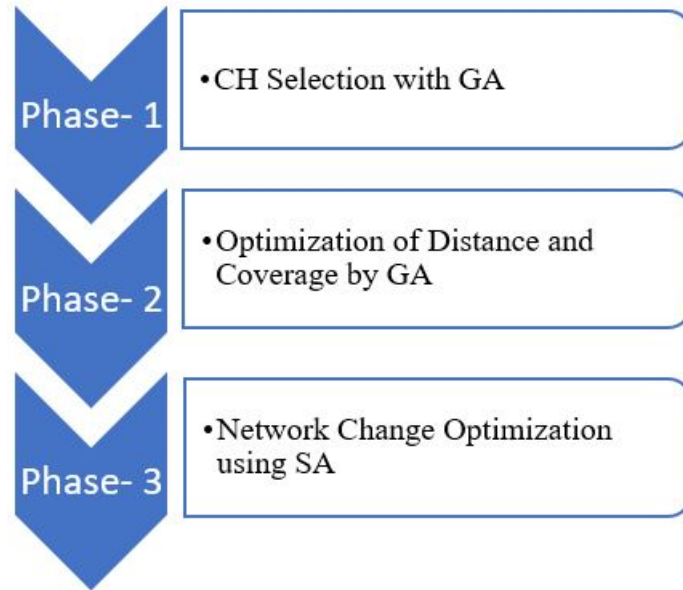 Phase- 1
•CH Selection with GA
Phase- 2
•Optimization of Distance and
Coverage by GA
Phase- 3
•Network Change Optimization
using SA